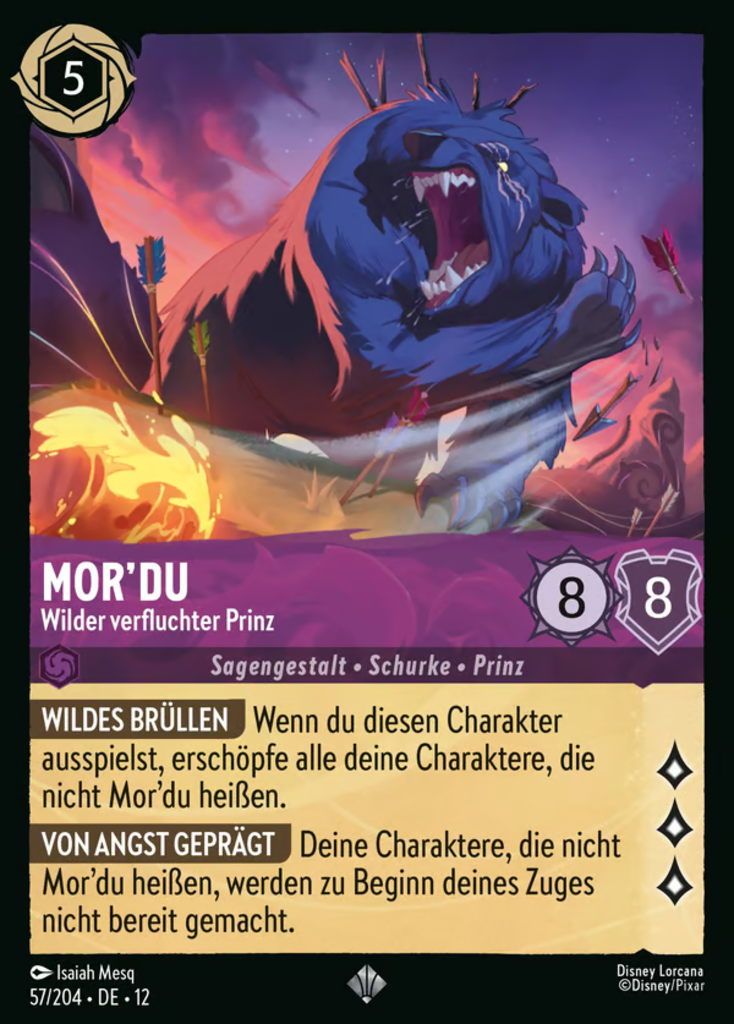 5
MOR'DU
Wilder verfluchter Prinz
8 8
Sagengestalt • Schurke • Prinz
WILDES BRÜLLEN Wenn du diesen Charakter
ausspielst, erschöpfe alle deine Charaktere, die
nicht Mor'du heißen.
VON ANGST GEPRÄGT Deine Charaktere, die nicht
Mor'du heißen, werden zu Beginn deines Zuges
nicht bereit gemacht.
Isaiah Mesq
57/204 • DE • 12
Disney Lorcana
©Disney/Pixar